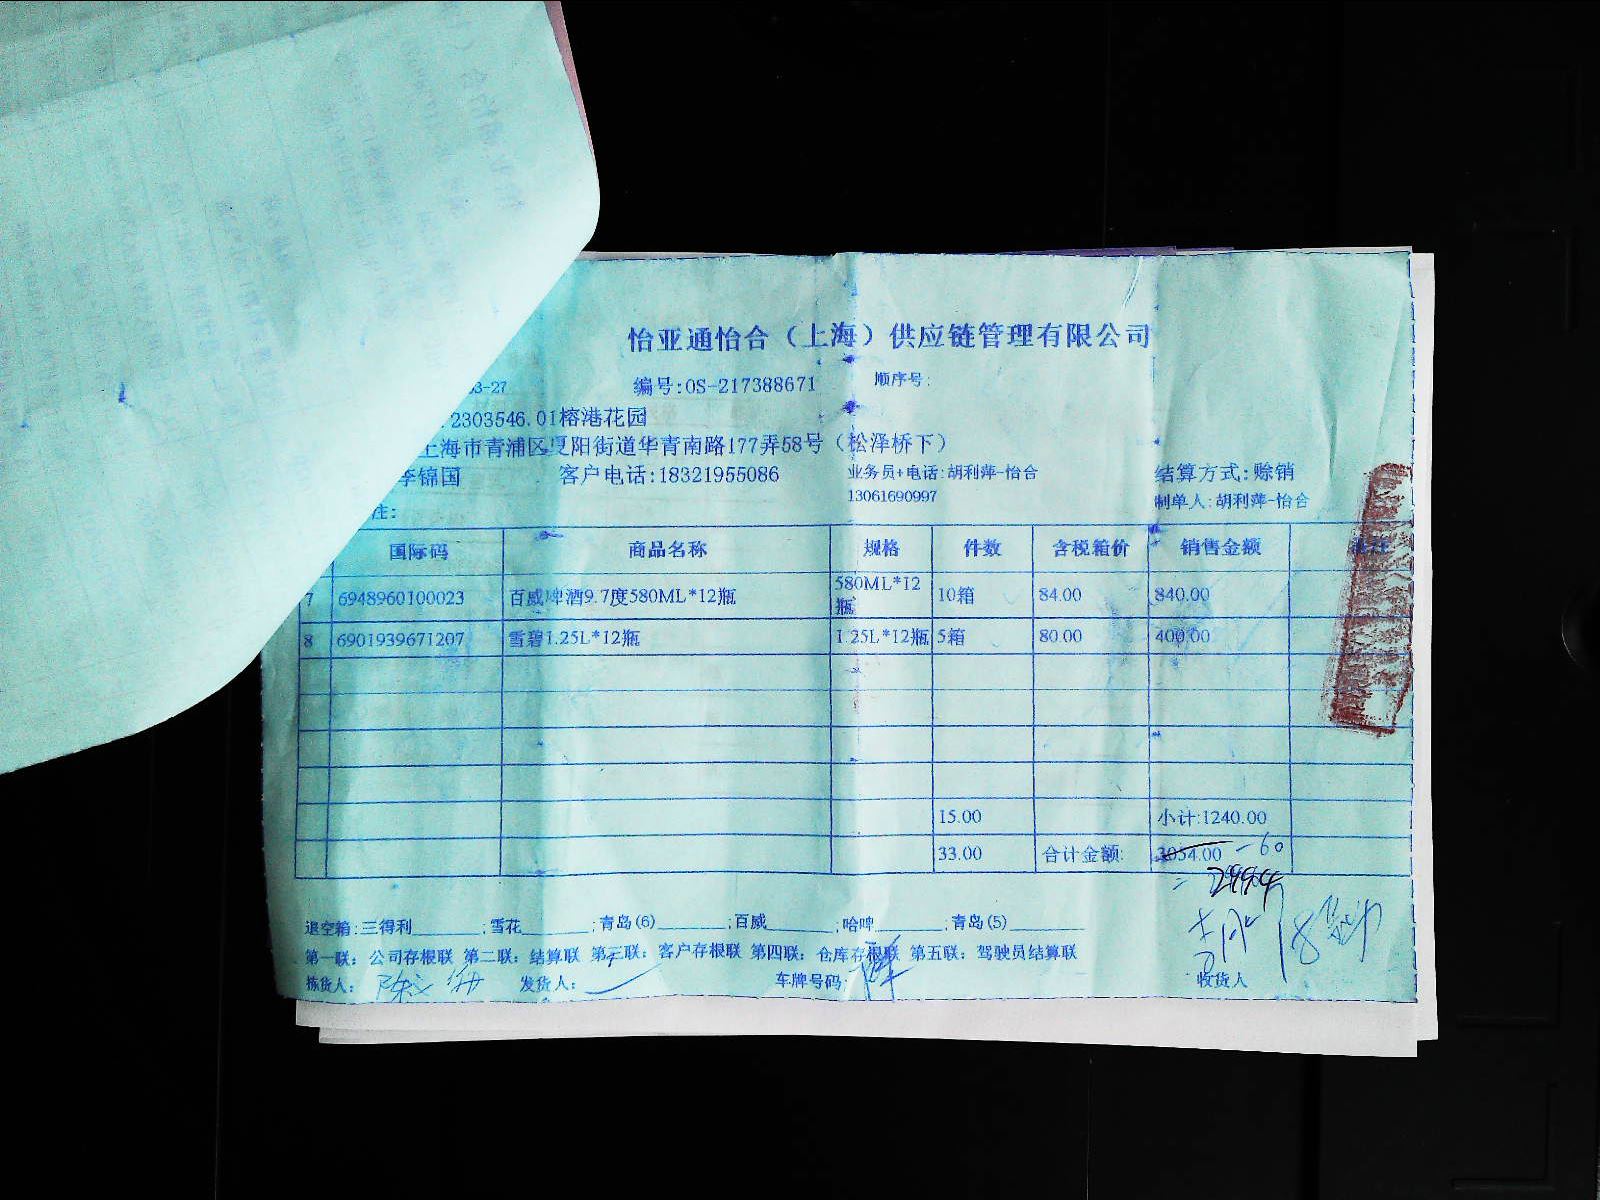 怡亚通怡合（上海）供应链管理有限公司
3-27 编号:OS-217388671 顺序号:
2303546.01榕港花园
上海市青浦区夏阳街道华青南路177弄58号（松泽桥下）
李锦国 客户电话:18321955086 业务员+电话:胡利萍-怡合 结算方式:赊销
13061690997 制单人:胡利萍-怡合
注:
国际码 商品名称 规格 件数 含税箱价 销售金额 备注
7 6948960100023 百威啤酒9.7度580ML*12瓶 580ML*12瓶 10箱 84.00 840.00
8 6901939671207 雪碧1.25L*12瓶 1.25L*12瓶 5箱 80.00 400.00
15.00 小计:1240.00
33.00 合计金额: 3054.00 -60
= 2994
退空箱:三得利 ;雪花 ;青岛(6) ;百威 ;哈啤 ;青岛(5)
第一联: 公司存根联 第二联: 结算联 第三联: 客户存根联 第四联: 仓库存根联 第五联: 驾驶员结算联
拣货人: 发货人: 车牌号码: 收货人